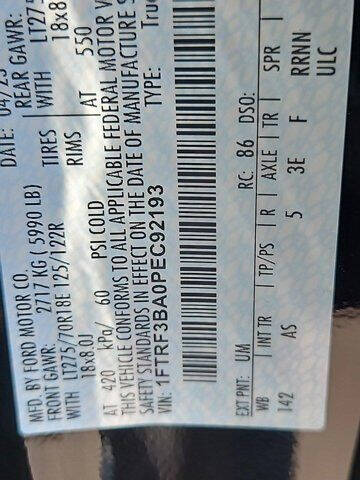 MFD. BY FORD MOTOR CO.
DATE: 04/23
FRONT GAWR: 2717 KG ( 5990 LB)
REAR GAWR:
WITH LT275/70R18E 125/122R TIRES WITH LT275
18x8.0J RIMS 18x8
AT 420 kPa/ 60 PSI COLD AT 550
THIS VEHICLE CONFORMS TO ALL APPLICABLE FEDERAL MOTOR V
SAFETY STANDARDS IN EFFECT ON THE DATE OF MANUFACTURE S
VIN: 1FTRF3BA0PEC92193 TYPE:
EXT PNT: UM RC: 86 DSO:
WB INT TR TP/PS R AXLE TR SPR
142 AS 5 3E F RRNN
ULC